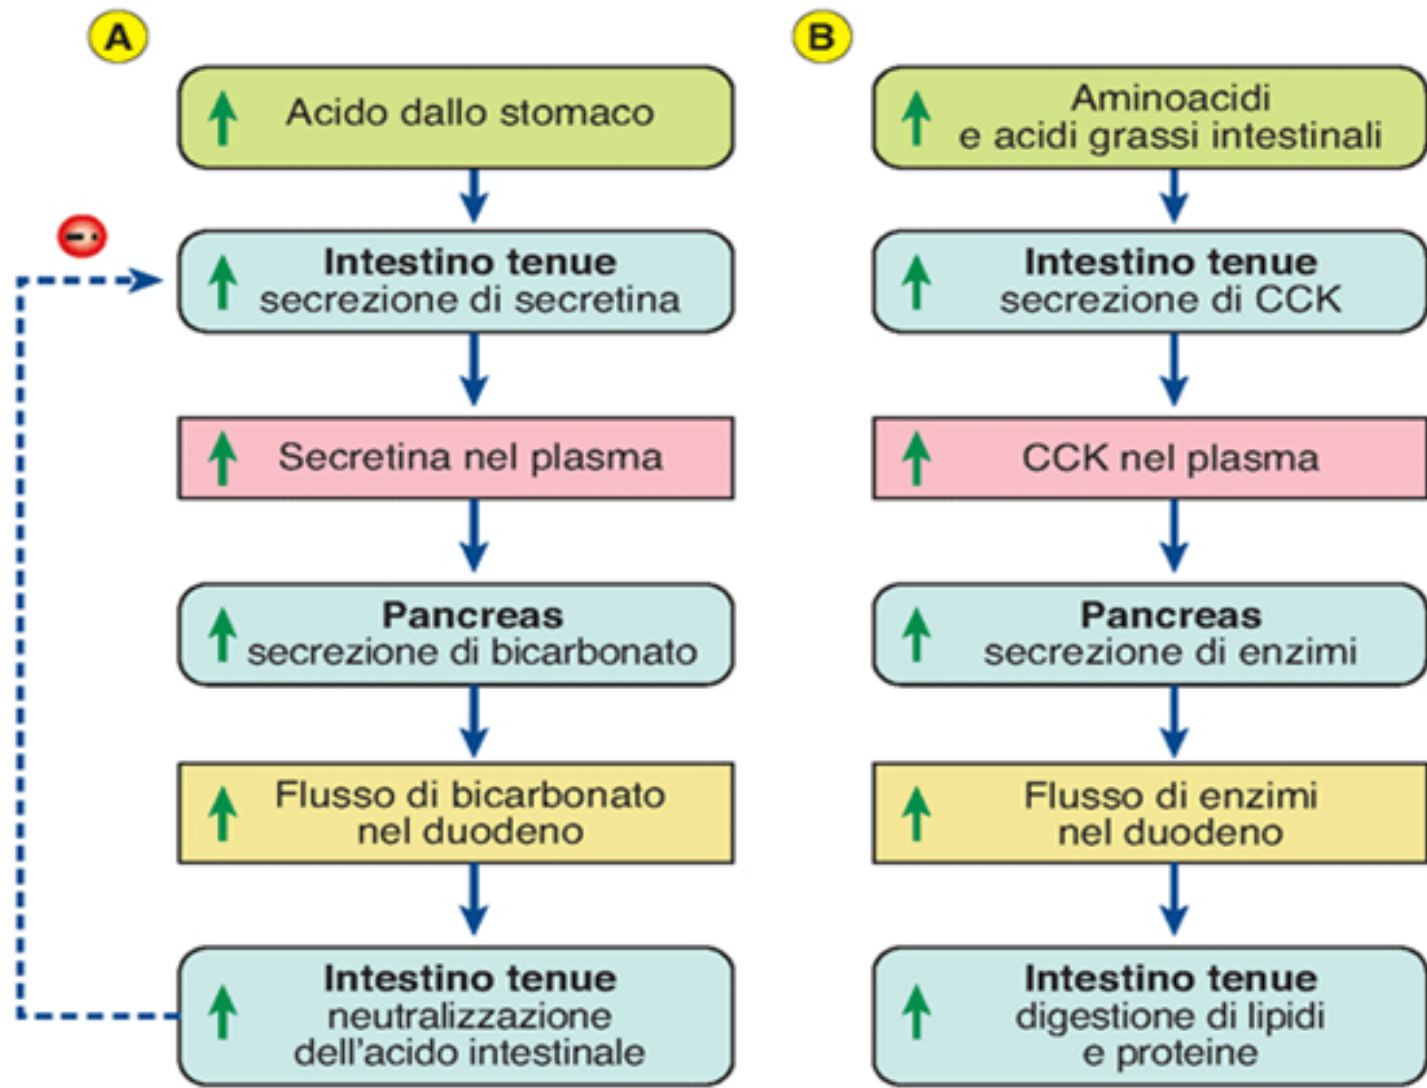 A
Acido dallo stomaco
Intestino tenue
secrezione di secretina
Secretina nel plasma
Pancreas
secrezione di bicarbonato
Flusso di bicarbonato
nel duodeno
Intestino tenue
neutralizzazione
dell'acido intestinale
B
Aminoacidi
e acidi grassi intestinali
Intestino tenue
secrezione di CCK
CCK nel plasma
Pancreas
secrezione di enzimi
Flusso di enzimi
nel duodeno
Intestino tenue
digestione di lipidi
e proteine